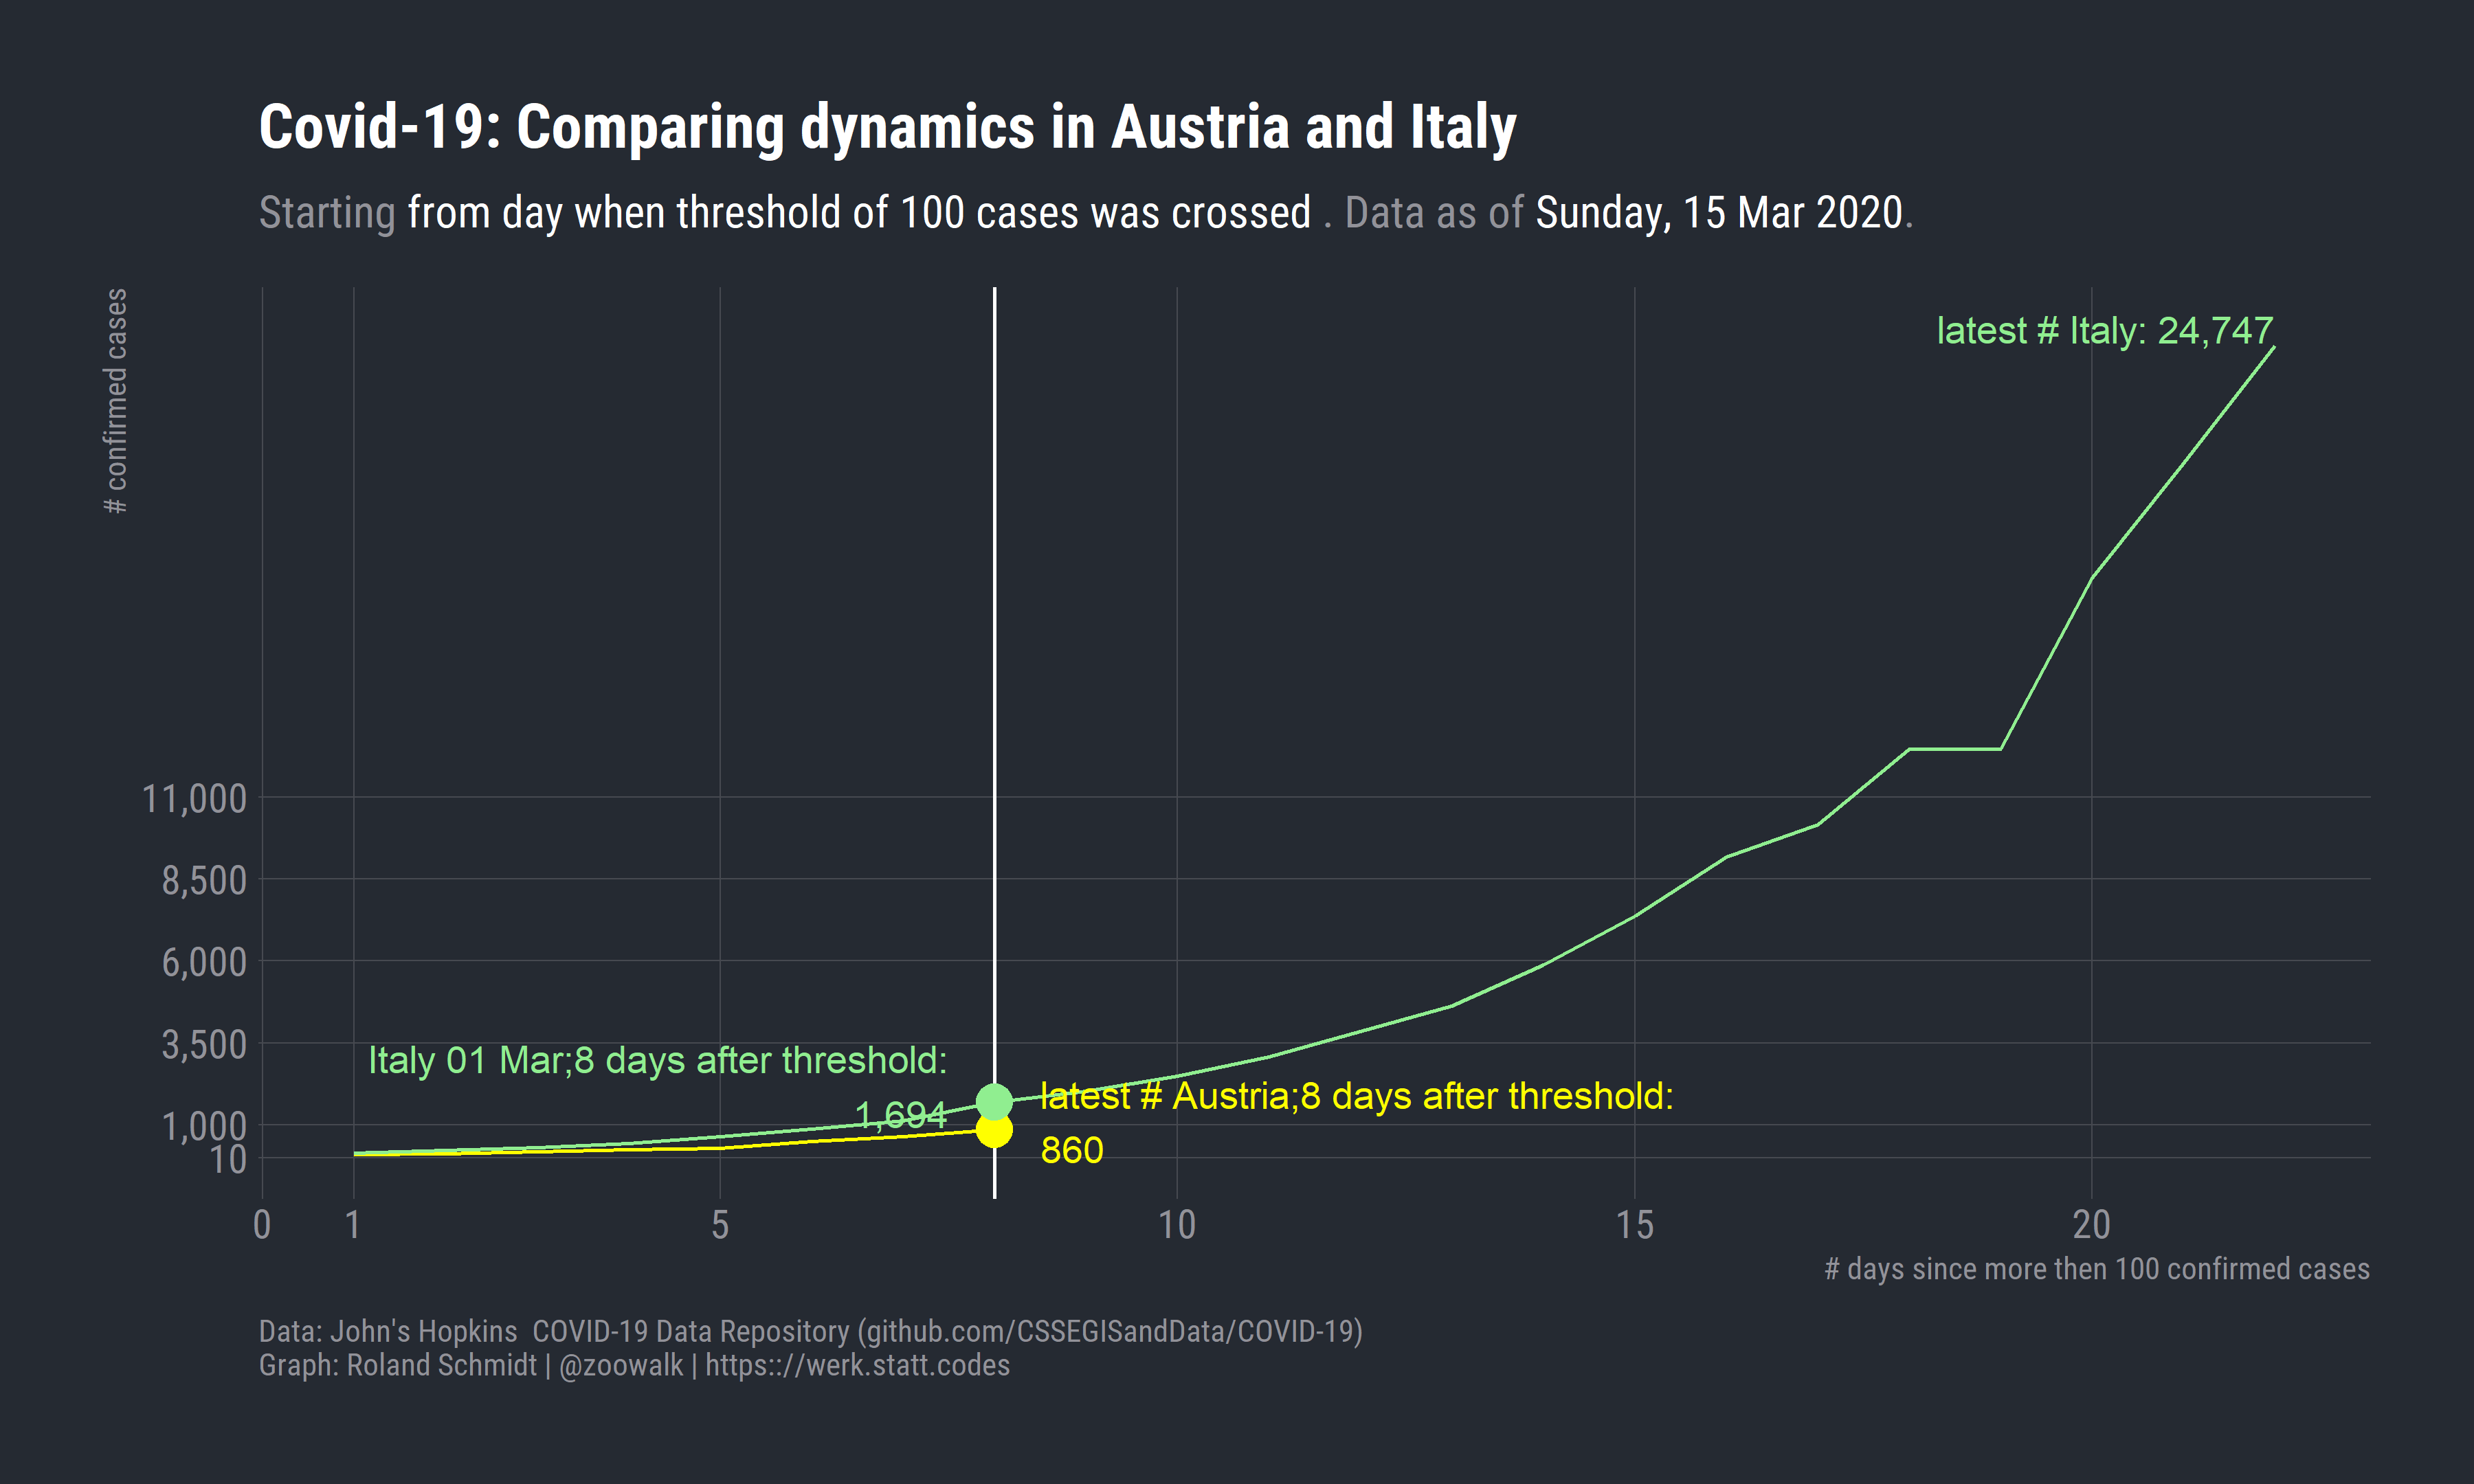 Covid-19: Comparing dynamics in Austria and Italy
Starting from day when threshold of 100 cases was crossed . Data as of Sunday, 15 Mar 2020.
# confirmed cases
latest # Italy: 24,747
11,000
8,500
6,000
3,500
1,000
10
Italy 01 Mar;8 days after threshold:
1,694
latest # Austria;8 days after threshold:
860
0 1 5 10 15 20
# days since more then 100 confirmed cases
Data: John's Hopkins  COVID-19 Data Repository (github.com/CSSEGISandData/COVID-19)
Graph: Roland Schmidt | @zoowalk | https:://werk.statt.codes